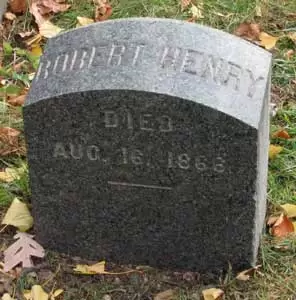 ROBERT HENRY
DIED
AUG. 16, 1868